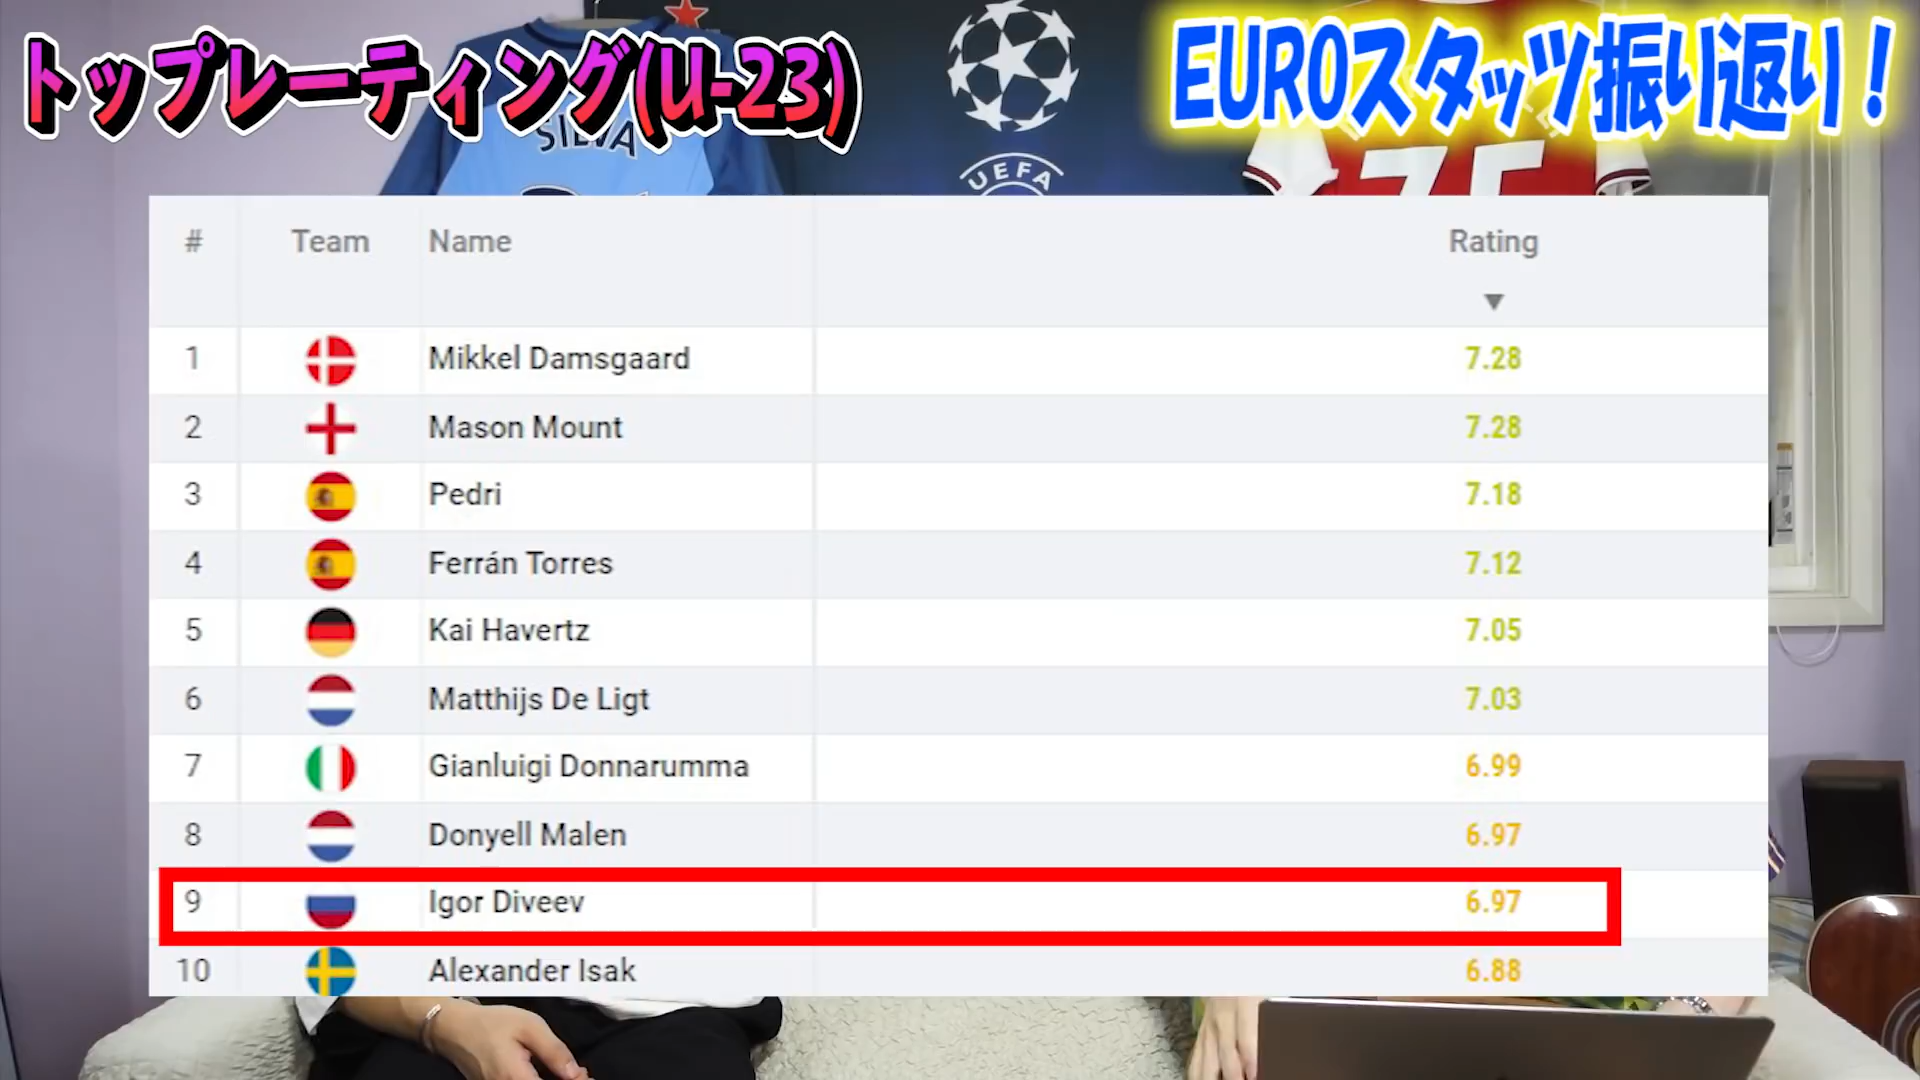 トップレーティング(U-23)
EUROスタッツ振り返り！
SILVA
UEFA
75
# Team Name Rating
▼
1 Mikkel Damsgaard 7.28
2 Mason Mount 7.28
3 Pedri 7.18
4 Ferrán Torres 7.12
5 Kai Havertz 7.05
6 Matthijs De Ligt 7.03
7 Gianluigi Donnarumma 6.99
8 Donyell Malen 6.97
9 Igor Diveev 6.97
10 Alexander Isak 6.88